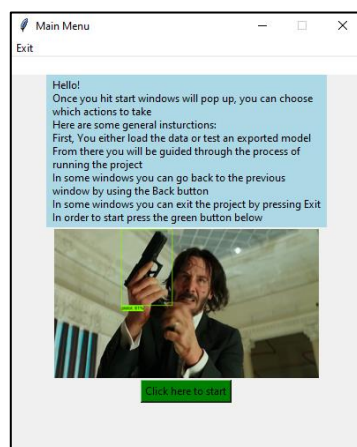 Main Menu
Exit
Hello!
Once you hit start windows will pop up, you can choose
which actions to take
Here are some general insturctions:
First, You either load the data or test an exported model
From there you will be guided through the process of
running the project
In some windows you can go back to the previous
window by using the Back button
In some windows you can exit the project by pressing Exit
In order to start press the green button below
Click here to start